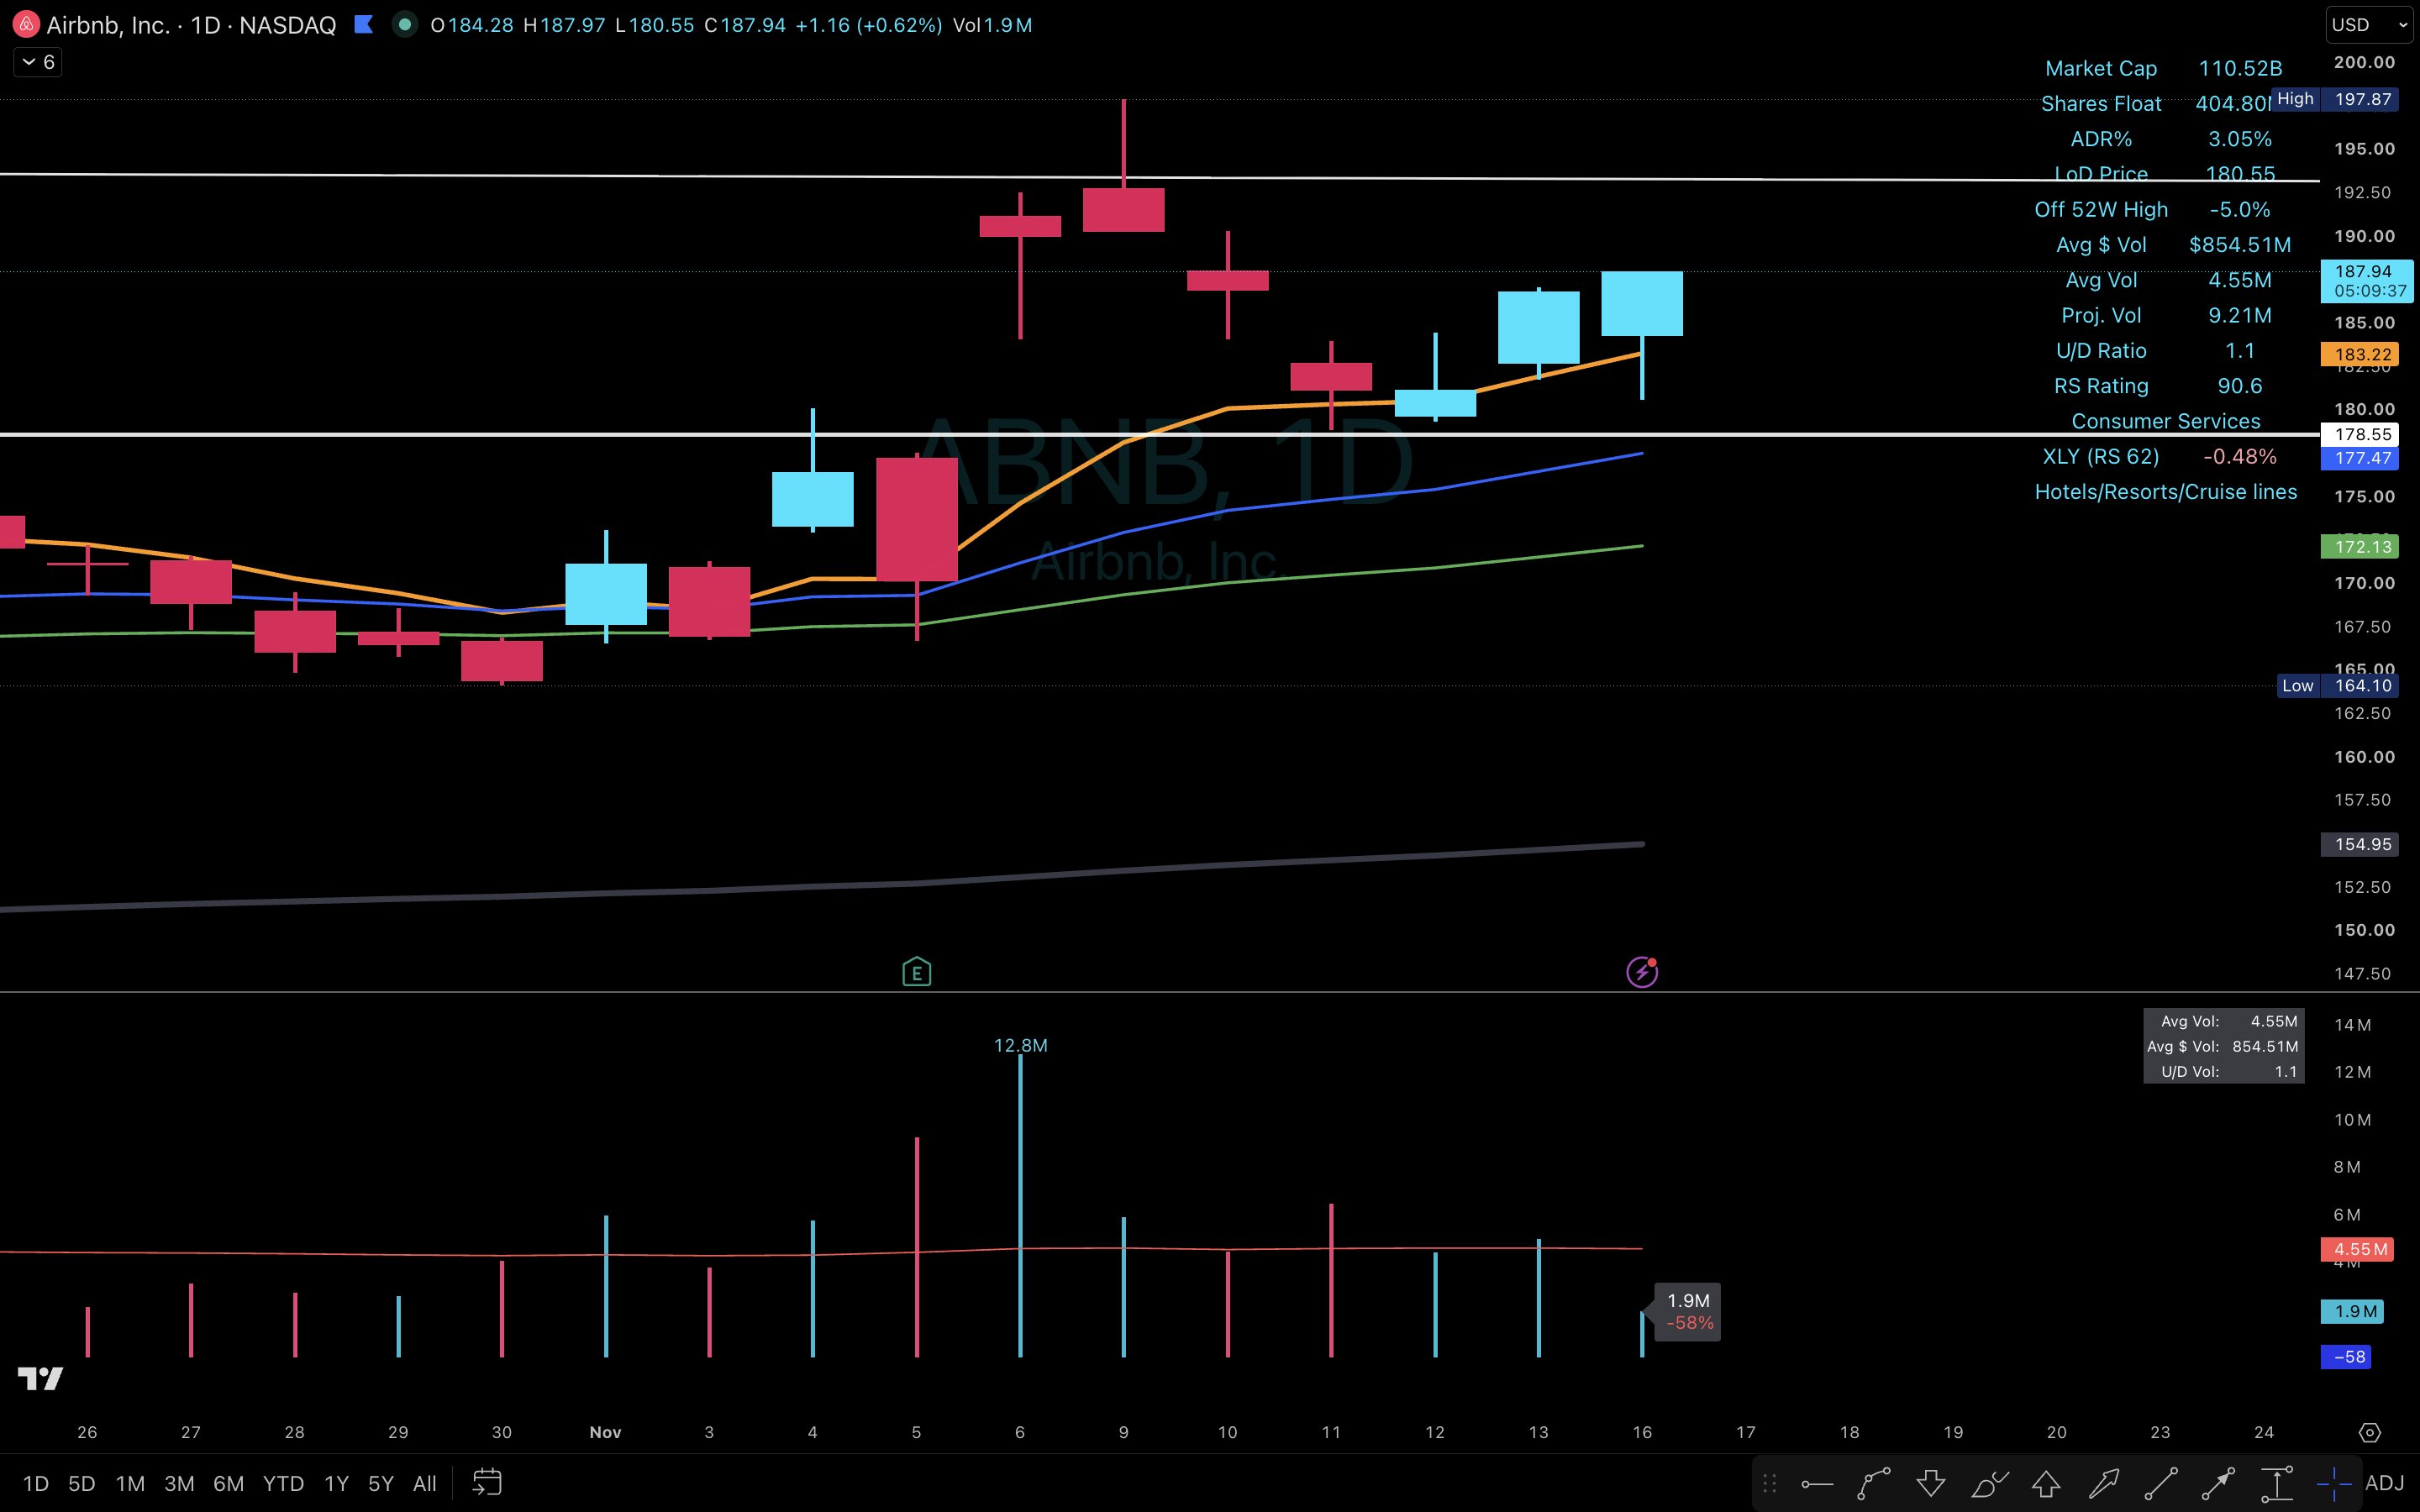 Airbnb, Inc. · 1D · NASDAQ O184.28 H187.97 L180.55 C187.94 +1.16 (+0.62%) Vol1.9M
6
USD
Market Cap 110.52B
Shares Float 404.80
ADR% 3.05%
LoD Price 180.55
Off 52W High -5.0%
Avg $ Vol $854.51M
Avg Vol 4.55M
Proj. Vol 9.21M
U/D Ratio 1.1
RS Rating 90.6
Consumer Services
XLY (RS 62) -0.48%
Hotels/Resorts/Cruise lines
200.00
High 197.87
195.00
192.50
190.00
187.94
05:09:37
185.00
183.22
182.50
180.00
178.55
177.47
175.00
172.13
170.00
167.50
165.00
Low 164.10
162.50
160.00
157.50
154.95
152.50
150.00
147.50
ABNB, 1D
Airbnb, Inc.
E
12.8M
Avg Vol: 4.55M
Avg $ Vol: 854.51M
U/D Vol: 1.1
14M
12M
10M
8M
6M
4.55M
4M
1.9M
−58
1.9M
-58%
26 27 28 29 30 Nov 3 4 5 6 9 10 11 12 13 16 17 18 19 20 23 24
1D 5D 1M 3M 6M YTD 1Y 5Y All ADJ